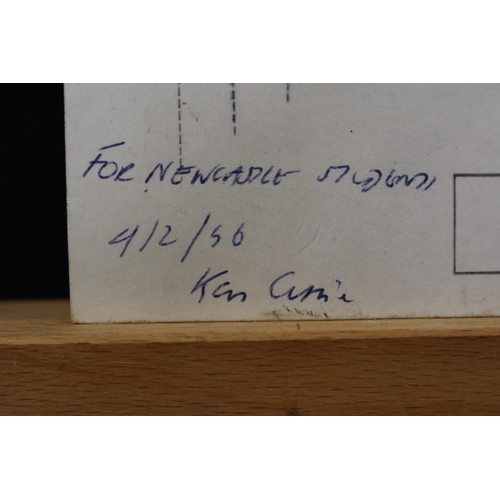 FOR NEWCASTLE STUDENTS
4/2/96
Ken Currie